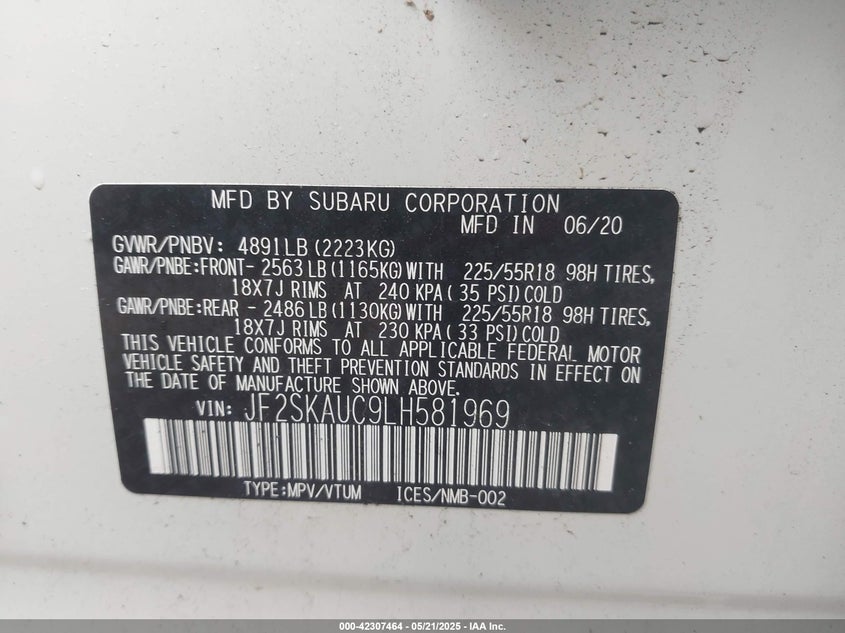 MFD BY SUBARU CORPORATION
MFD IN 06/20
GVWR/PNBV: 4891LB (2223KG)
GAWR/PNBE:FRONT- 2563 LB (1165KG) WITH 225/55R18 98H TIRES,
18X7J RIMS AT 240 KPA ( 35 PSI) COLD
GAWR/PNBE:REAR - 2486 LB (1130KG) WITH 225/55R18 98H TIRES,
18X7J RIMS AT 230 KPA ( 33 PSI) COLD
THIS VEHICLE CONFORMS TO ALL APPLICABLE FEDERAL MOTOR
VEHICLE SAFETY AND THEFT PREVENTION STANDARDS IN EFFECT ON
THE DATE OF MANUFACTURE SHOWN ABOVE.
VIN: JF2SKAUC9LH581969
TYPE:MPV/VTUM ICES/NMB-002
000-42307464 - 05/21/2025 - IAA Inc.